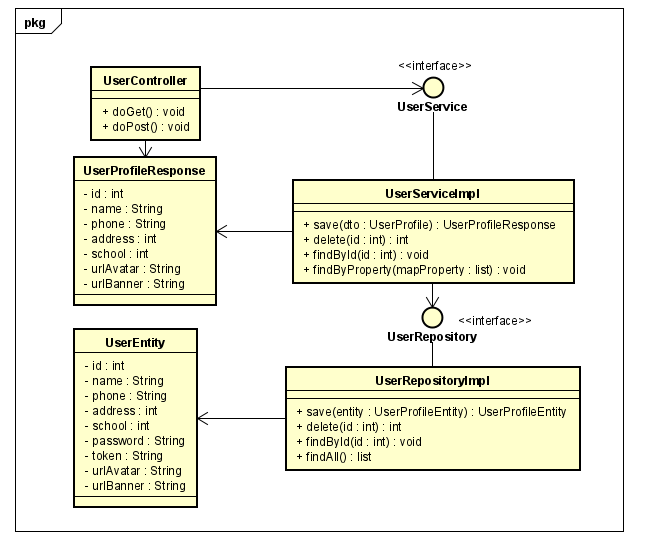 pkg
<<interface>>
UserController
+ doGet() : void
+ doPost() : void
UserService
UserProfileResponse
- id : int
- name : String
- phone : String
- address : int
- school : int
- urlAvatar : String
- urlBanner : String
UserServiceImpl
+ save(dto : UserProfile) : UserProfileResponse
+ delete(id : int) : int
+ findById(id : int) : void
+ findByProperty(mapProperty : list) : void
<<interface>>
UserRepository
UserEntity
- id : int
- name : String
- phone : String
- address : int
- school : int
- password : String
- token : String
- urlAvatar : String
- urlBanner : String
UserRepositoryImpl
+ save(entity : UserProfileEntity) : UserProfileEntity
+ delete(id : int) : int
+ findById(id : int) : void
+ findAll() : list